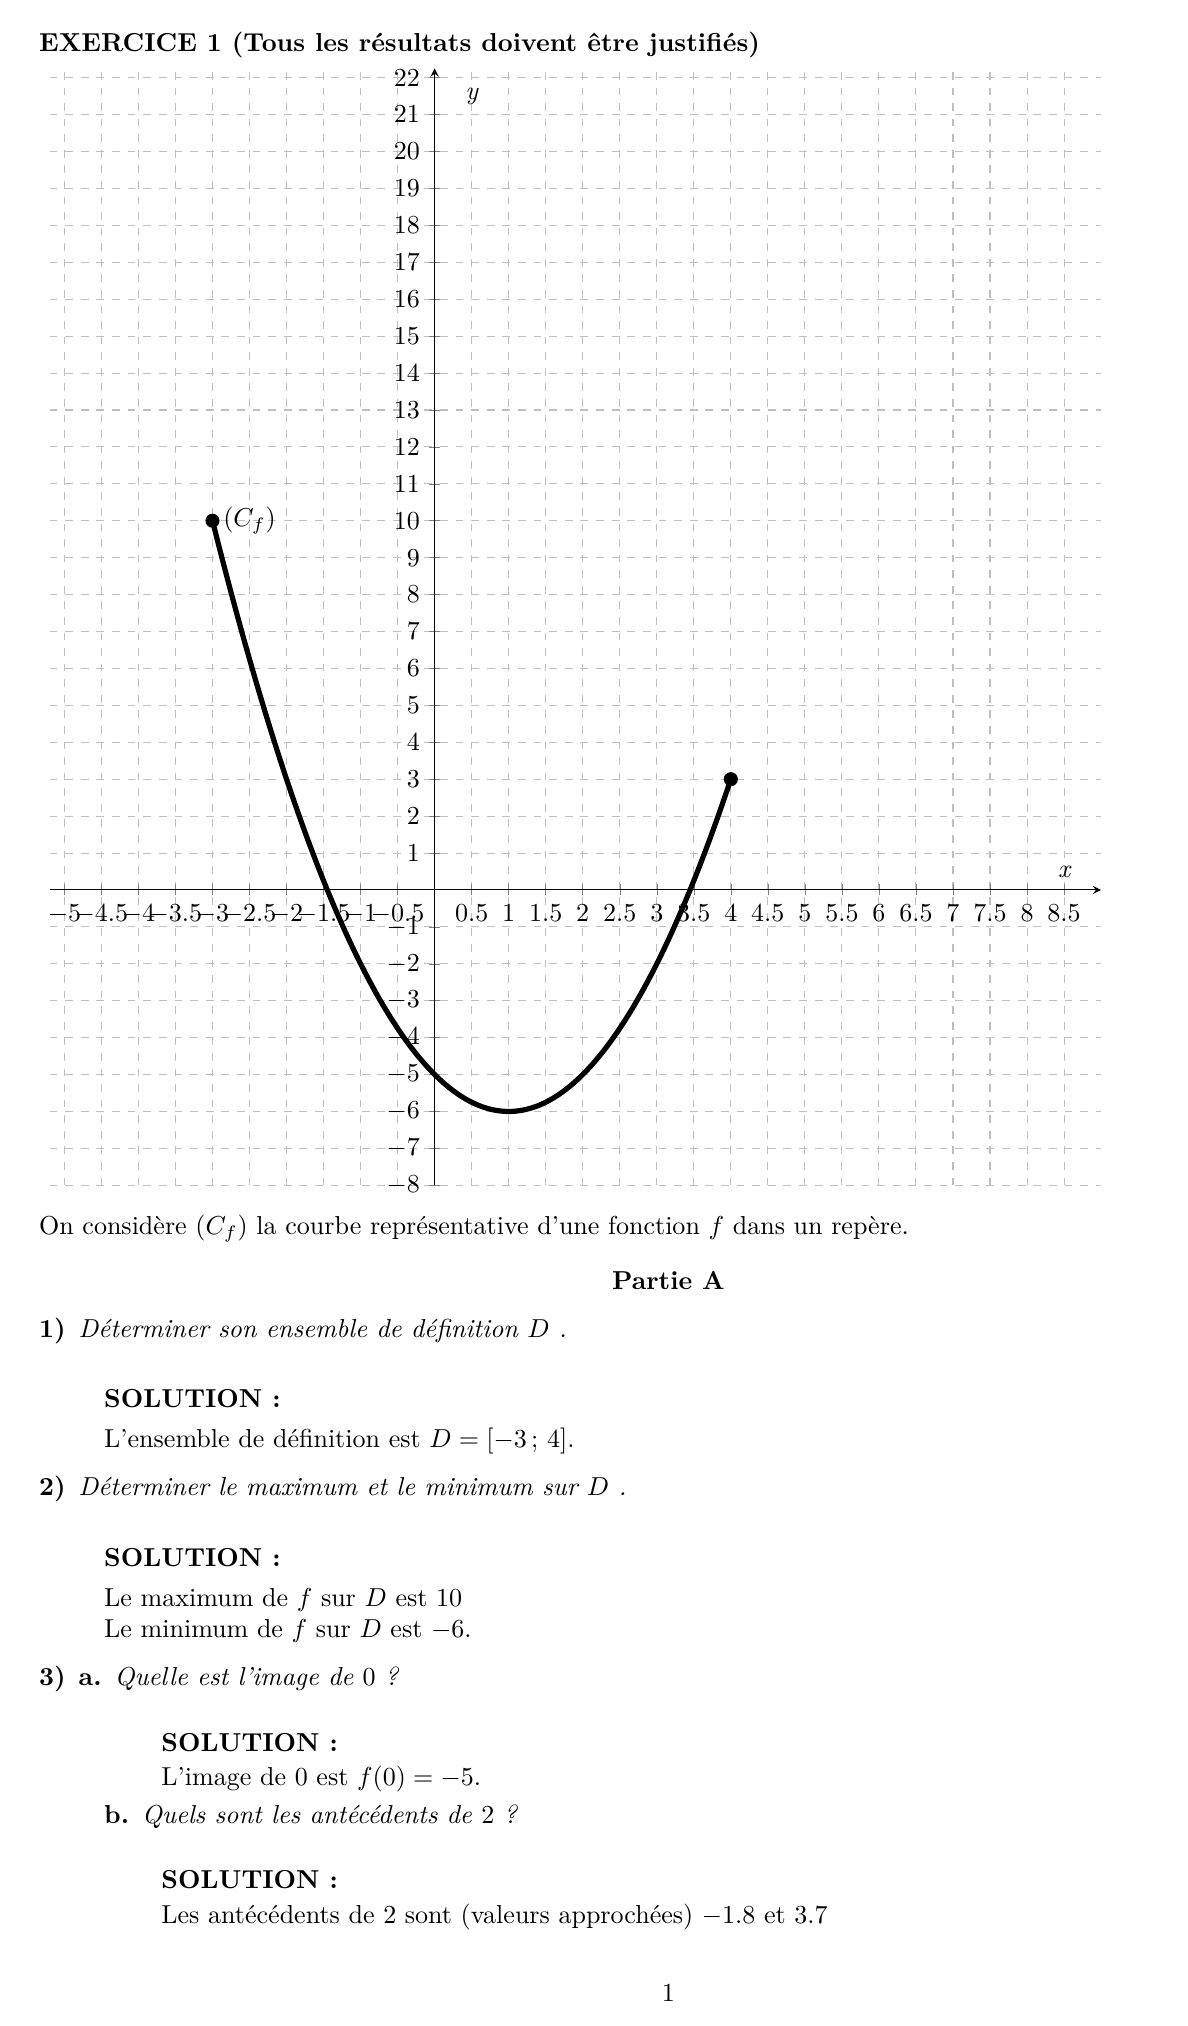 EXERCICE 1 (Tous les résultats doivent être justifiés)
22
y
21
20
19
18
17
16
15
14
13
12
11
10
(C_f)
9
8
7
6
5
4
3
2
1
x
−5 −4.5 −4 −3.5 −3 −2.5 −2 −1.5 −1 −0.5 0.5 1 1.5 2 2.5 3 3.5 4 4.5 5 5.5 6 6.5 7 7.5 8 8.5
−1
−2
−3
−4
−5
−6
−7
−8
On considère (C_f) la courbe représentative d'une fonction f dans un repère.
Partie A
1) Déterminer son ensemble de définition D .
SOLUTION :
L'ensemble de définition est D = [−3 ; 4].
2) Déterminer le maximum et le minimum sur D .
SOLUTION :
Le maximum de f sur D est 10
Le minimum de f sur D est −6.
3) a. Quelle est l'image de 0 ?
SOLUTION :
L'image de 0 est f(0) = −5.
b. Quels sont les antécédents de 2 ?
SOLUTION :
Les antécédents de 2 sont (valeurs approchées) −1.8 et 3.7
1